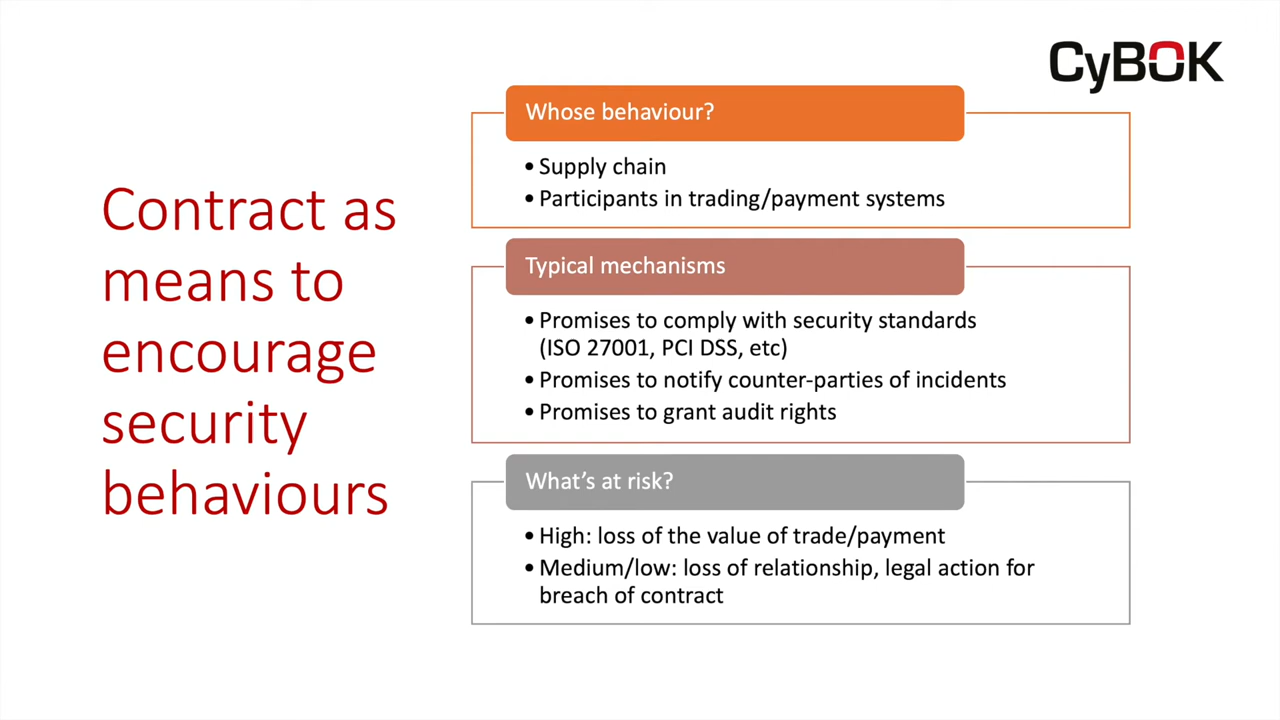 CyBOK
Contract as
means to
encourage
security
behaviours
Whose behaviour?
• Supply chain
• Participants in trading/payment systems
Typical mechanisms
• Promises to comply with security standards
(ISO 27001, PCI DSS, etc)
• Promises to notify counter-parties of incidents
• Promises to grant audit rights
What's at risk?
• High: loss of the value of trade/payment
• Medium/low: loss of relationship, legal action for
breach of contract